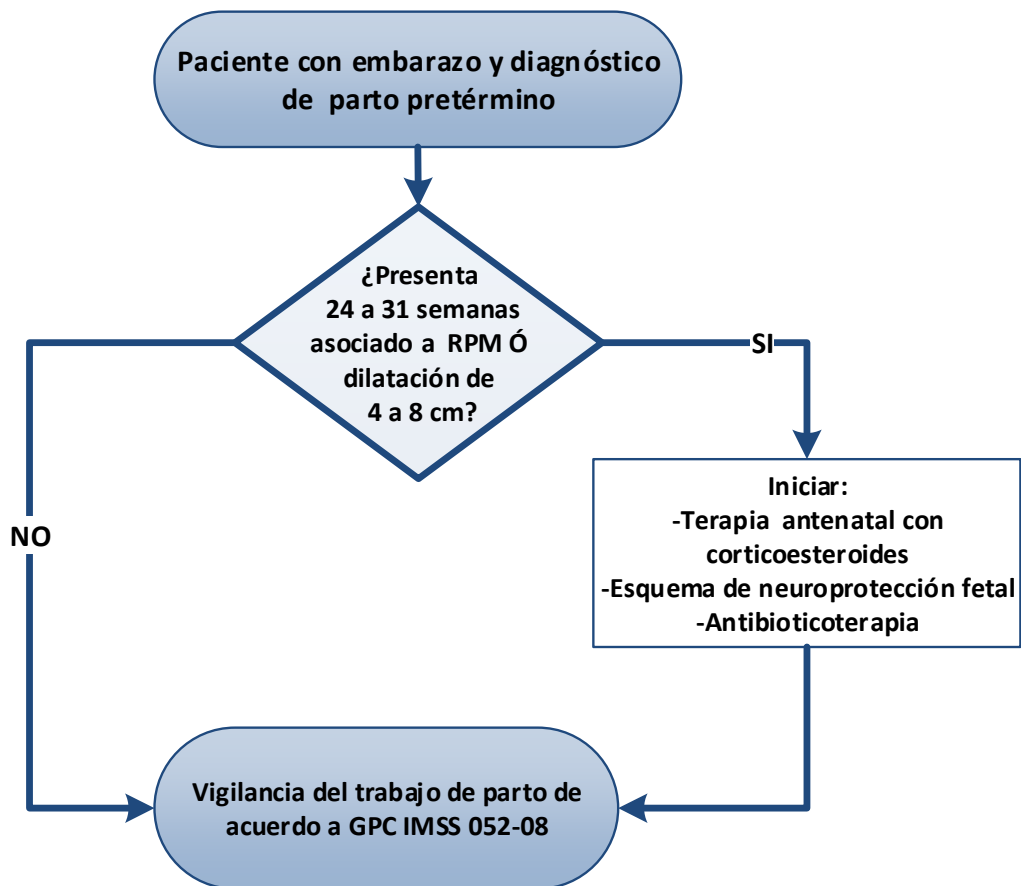 Paciente con embarazo y diagnóstico
de parto pretérmino
¿Presenta
24 a 31 semanas
asociado a RPM Ó
dilatación de
4 a 8 cm?
SI
NO
Iniciar:
-Terapia antenatal con
corticoesteroides
-Esquema de neuroprotección fetal
-Antibioticoterapia
Vigilancia del trabajo de parto de
acuerdo a GPC IMSS 052-08